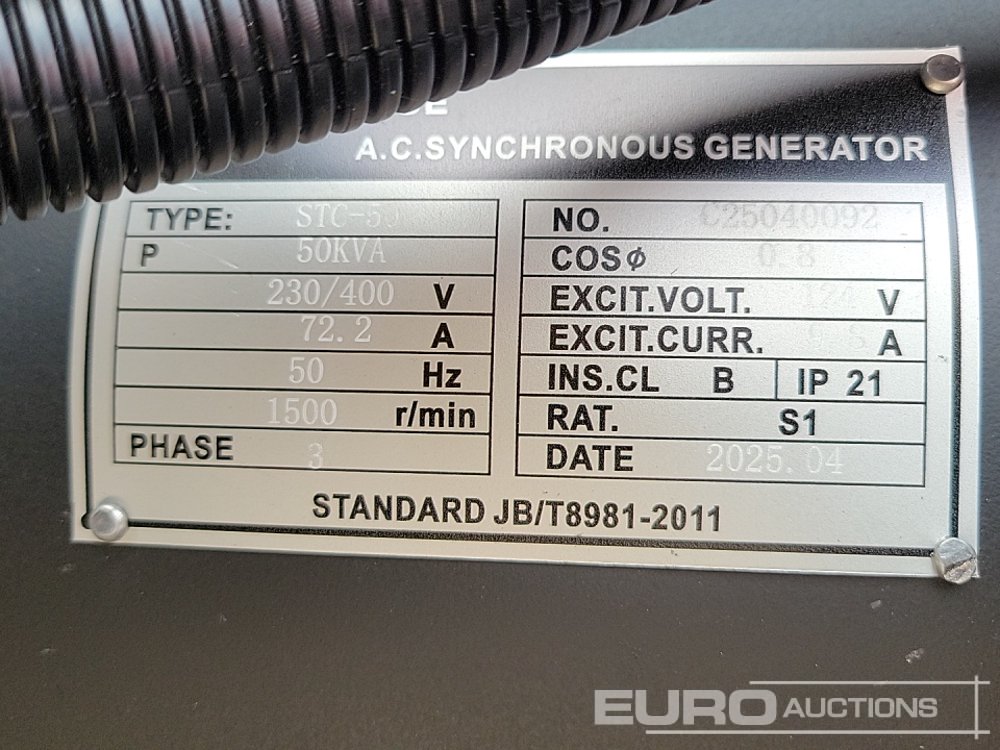 A.C.SYNCHRONOUS GENERATOR
TYPE: STC-50
P 50KVA
230/400 V
72.2 A
50 Hz
1500 r/min
PHASE 3
NO. C25040092
COSφ 0.8
EXCIT.VOLT. V
EXCIT.CURR. A
INS.CL B IP 21
RAT. S1
DATE 2025.04
STANDARD JB/T8981-2011
EURO AUCTIONS